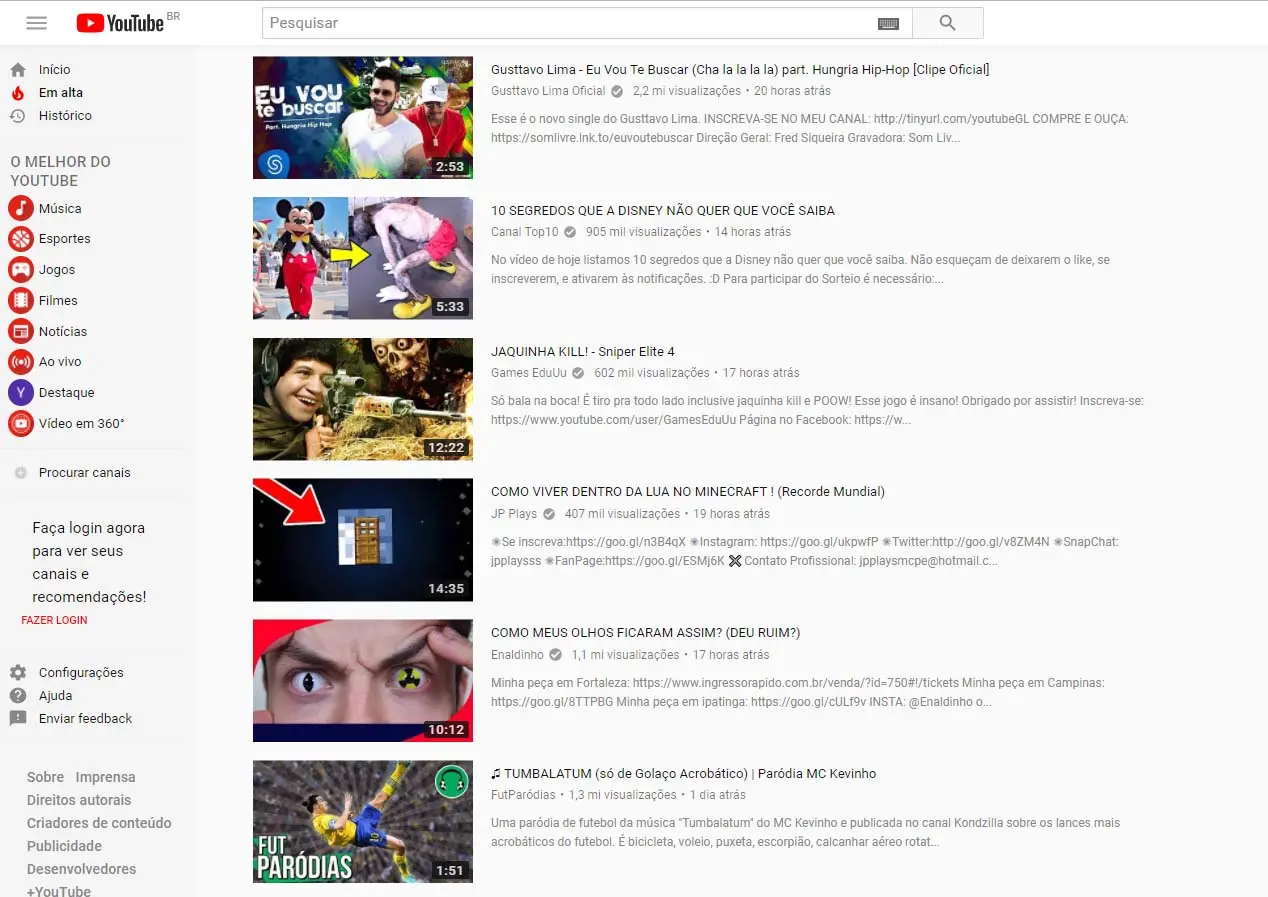 YouTube BR
Pesquisar
Início
Em alta
Histórico
O MELHOR DO
YOUTUBE
Música
Esportes
Jogos
Filmes
Notícias
Ao vivo
Y Destaque
Vídeo em 360°
Procurar canais
Faça login agora
para ver seus
canais e
recomendações!
FAZER LOGIN
Configurações
Ajuda
Enviar feedback
Sobre Imprensa
Direitos autorais
Criadores de conteúdo
Publicidade
Desenvolvedores
+YouTube
EU VOU
te buscar
Part. Hungria Hip Hop
2:53
Gusttavo Lima - Eu Vou Te Buscar (Cha la la la la) part. Hungria Hip-Hop [Clipe Oficial]
Gusttavo Lima Oficial 2,2 mi visualizações • 20 horas atrás
Esse é o novo single do Gusttavo Lima. INSCREVA-SE NO MEU CANAL: http://tinyurl.com/youtubeGL COMPRE E OUÇA:
https://somlivre.lnk.to/euvoutebuscar Direção Geral: Fred Siqueira Gravadora: Som Liv...
5:33
10 SEGREDOS QUE A DISNEY NÃO QUER QUE VOCÊ SAIBA
Canal Top10 905 mil visualizações • 14 horas atrás
No vídeo de hoje listamos 10 segredos que a Disney não quer que você saiba. Não esqueçam de deixarem o like, se
inscreverem, e ativarem às notificações. :D Para participar do Sorteio é necessário:...
12:22
JAQUINHA KILL! - Sniper Elite 4
Games EduUu 602 mil visualizações • 17 horas atrás
Só bala na boca! É tiro pra todo lado inclusive jaquinha kill e POOW! Esse jogo é insano! Obrigado por assistir! Inscreva-se:
https://www.youtube.com/user/GamesEduUu Página no Facebook: https://w...
14:35
COMO VIVER DENTRO DA LUA NO MINECRAFT ! (Recorde Mundial)
JP Plays 407 mil visualizações • 19 horas atrás
✺Se inscreva:https://goo.gl/n3B4qX ✺Instagram: https://goo.gl/ukpwfP ✺Twitter:http://goo.gl/v8ZM4N ✺SnapChat:
jpplaysss ✺FanPage:https://goo.gl/ESMj6K ✖ Contato Profissional: jpplaysmcpe@hotmail.c...
10:12
COMO MEUS OLHOS FICARAM ASSIM? (DEU RUIM?)
Enaldinho 1,1 mi visualizações • 17 horas atrás
Minha peça em Fortaleza: https://www.ingressorapido.com.br/venda/?id=750#!/tickets Minha peça em Campinas:
https://goo.gl/8TTPBG Minha peça em ipatinga: https://goo.gl/cULf9v INSTA: @Enaldinho o...
FUT
PARÓDIAS
10
1:51
♫ TUMBALATUM (só de Golaço Acrobático) | Paródia MC Kevinho
FutParódias • 1,3 mi visualizações • 1 dia atrás
Uma paródia de futebol da música "Tumbalatum" do MC Kevinho e publicada no canal Kondzilla sobre os lances mais
acrobáticos do futebol. É bicicleta, voleio, puxeta, escorpião, calcanhar aéreo rotat...